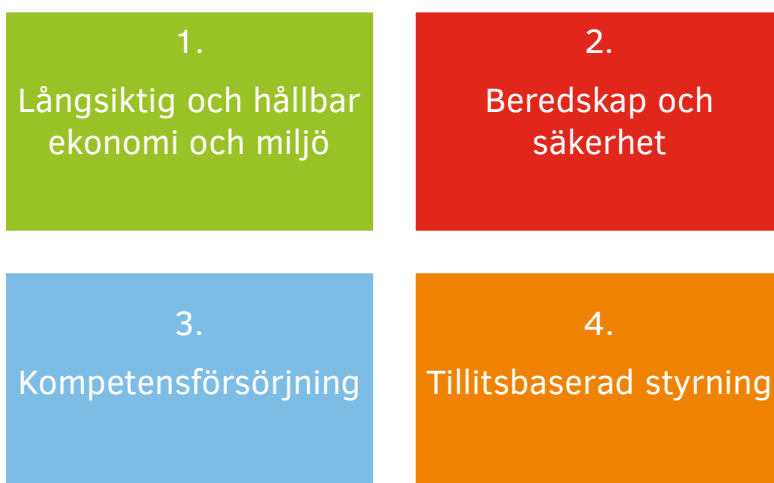 1.
Långsiktig och hållbar
ekonomi och miljö
2.
Beredskap och
säkerhet
3.
Kompetensförsörjning
4.
Tillitsbaserad styrning